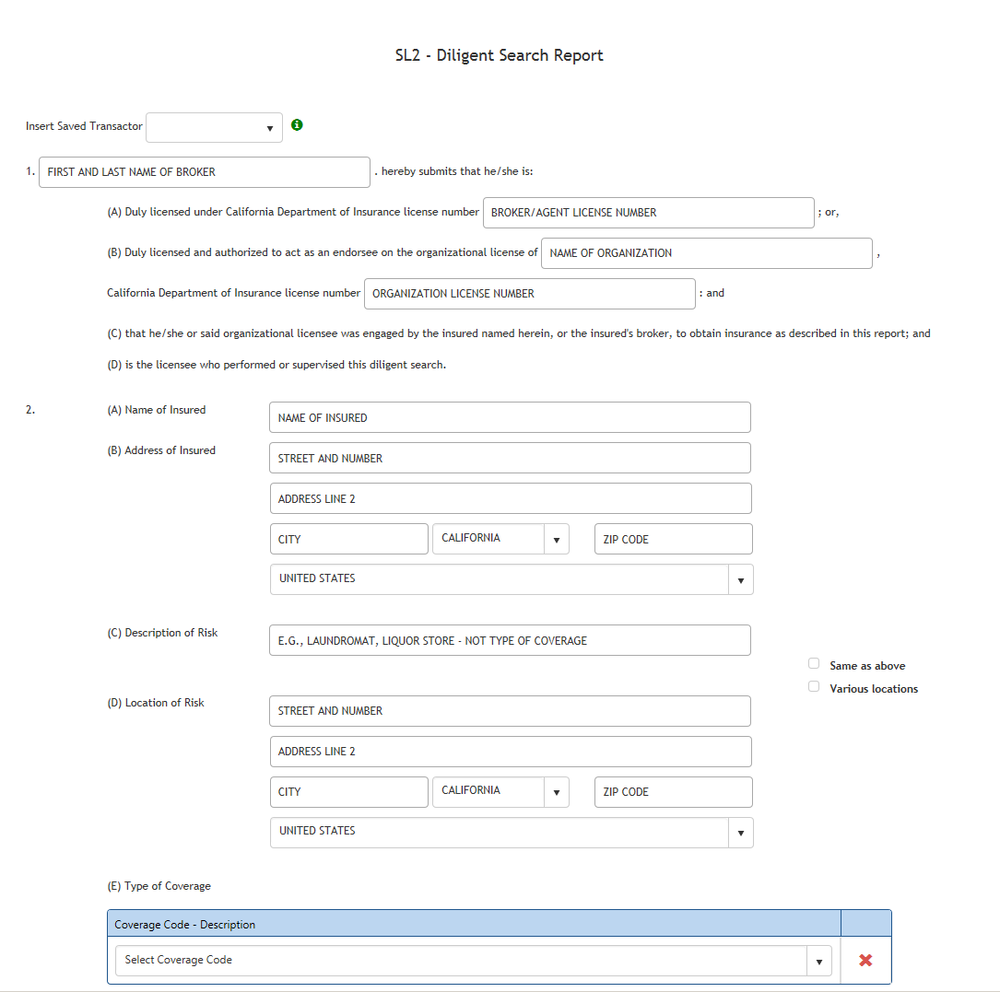 SL2 - Diligent Search Report
Insert Saved Transactor
1. FIRST AND LAST NAME OF BROKER . hereby submits that he/she is:
(A) Duly licensed under California Department of Insurance license number BROKER/AGENT LICENSE NUMBER ; or,
(B) Duly licensed and authorized to act as an endorsee on the organizational license of NAME OF ORGANIZATION ,
California Department of Insurance license number ORGANIZATION LICENSE NUMBER : and
(C) that he/she or said organizational licensee was engaged by the insured named herein, or the insured's broker, to obtain insurance as described in this report; and
(D) is the licensee who performed or supervised this diligent search.
2. (A) Name of Insured NAME OF INSURED
(B) Address of Insured STREET AND NUMBER
ADDRESS LINE 2
CITY CALIFORNIA ZIP CODE
UNITED STATES
(C) Description of Risk E.G., LAUNDROMAT, LIQUOR STORE - NOT TYPE OF COVERAGE
Same as above
Various locations
(D) Location of Risk STREET AND NUMBER
ADDRESS LINE 2
CITY CALIFORNIA ZIP CODE
UNITED STATES
(E) Type of Coverage
Coverage Code - Description
Select Coverage Code